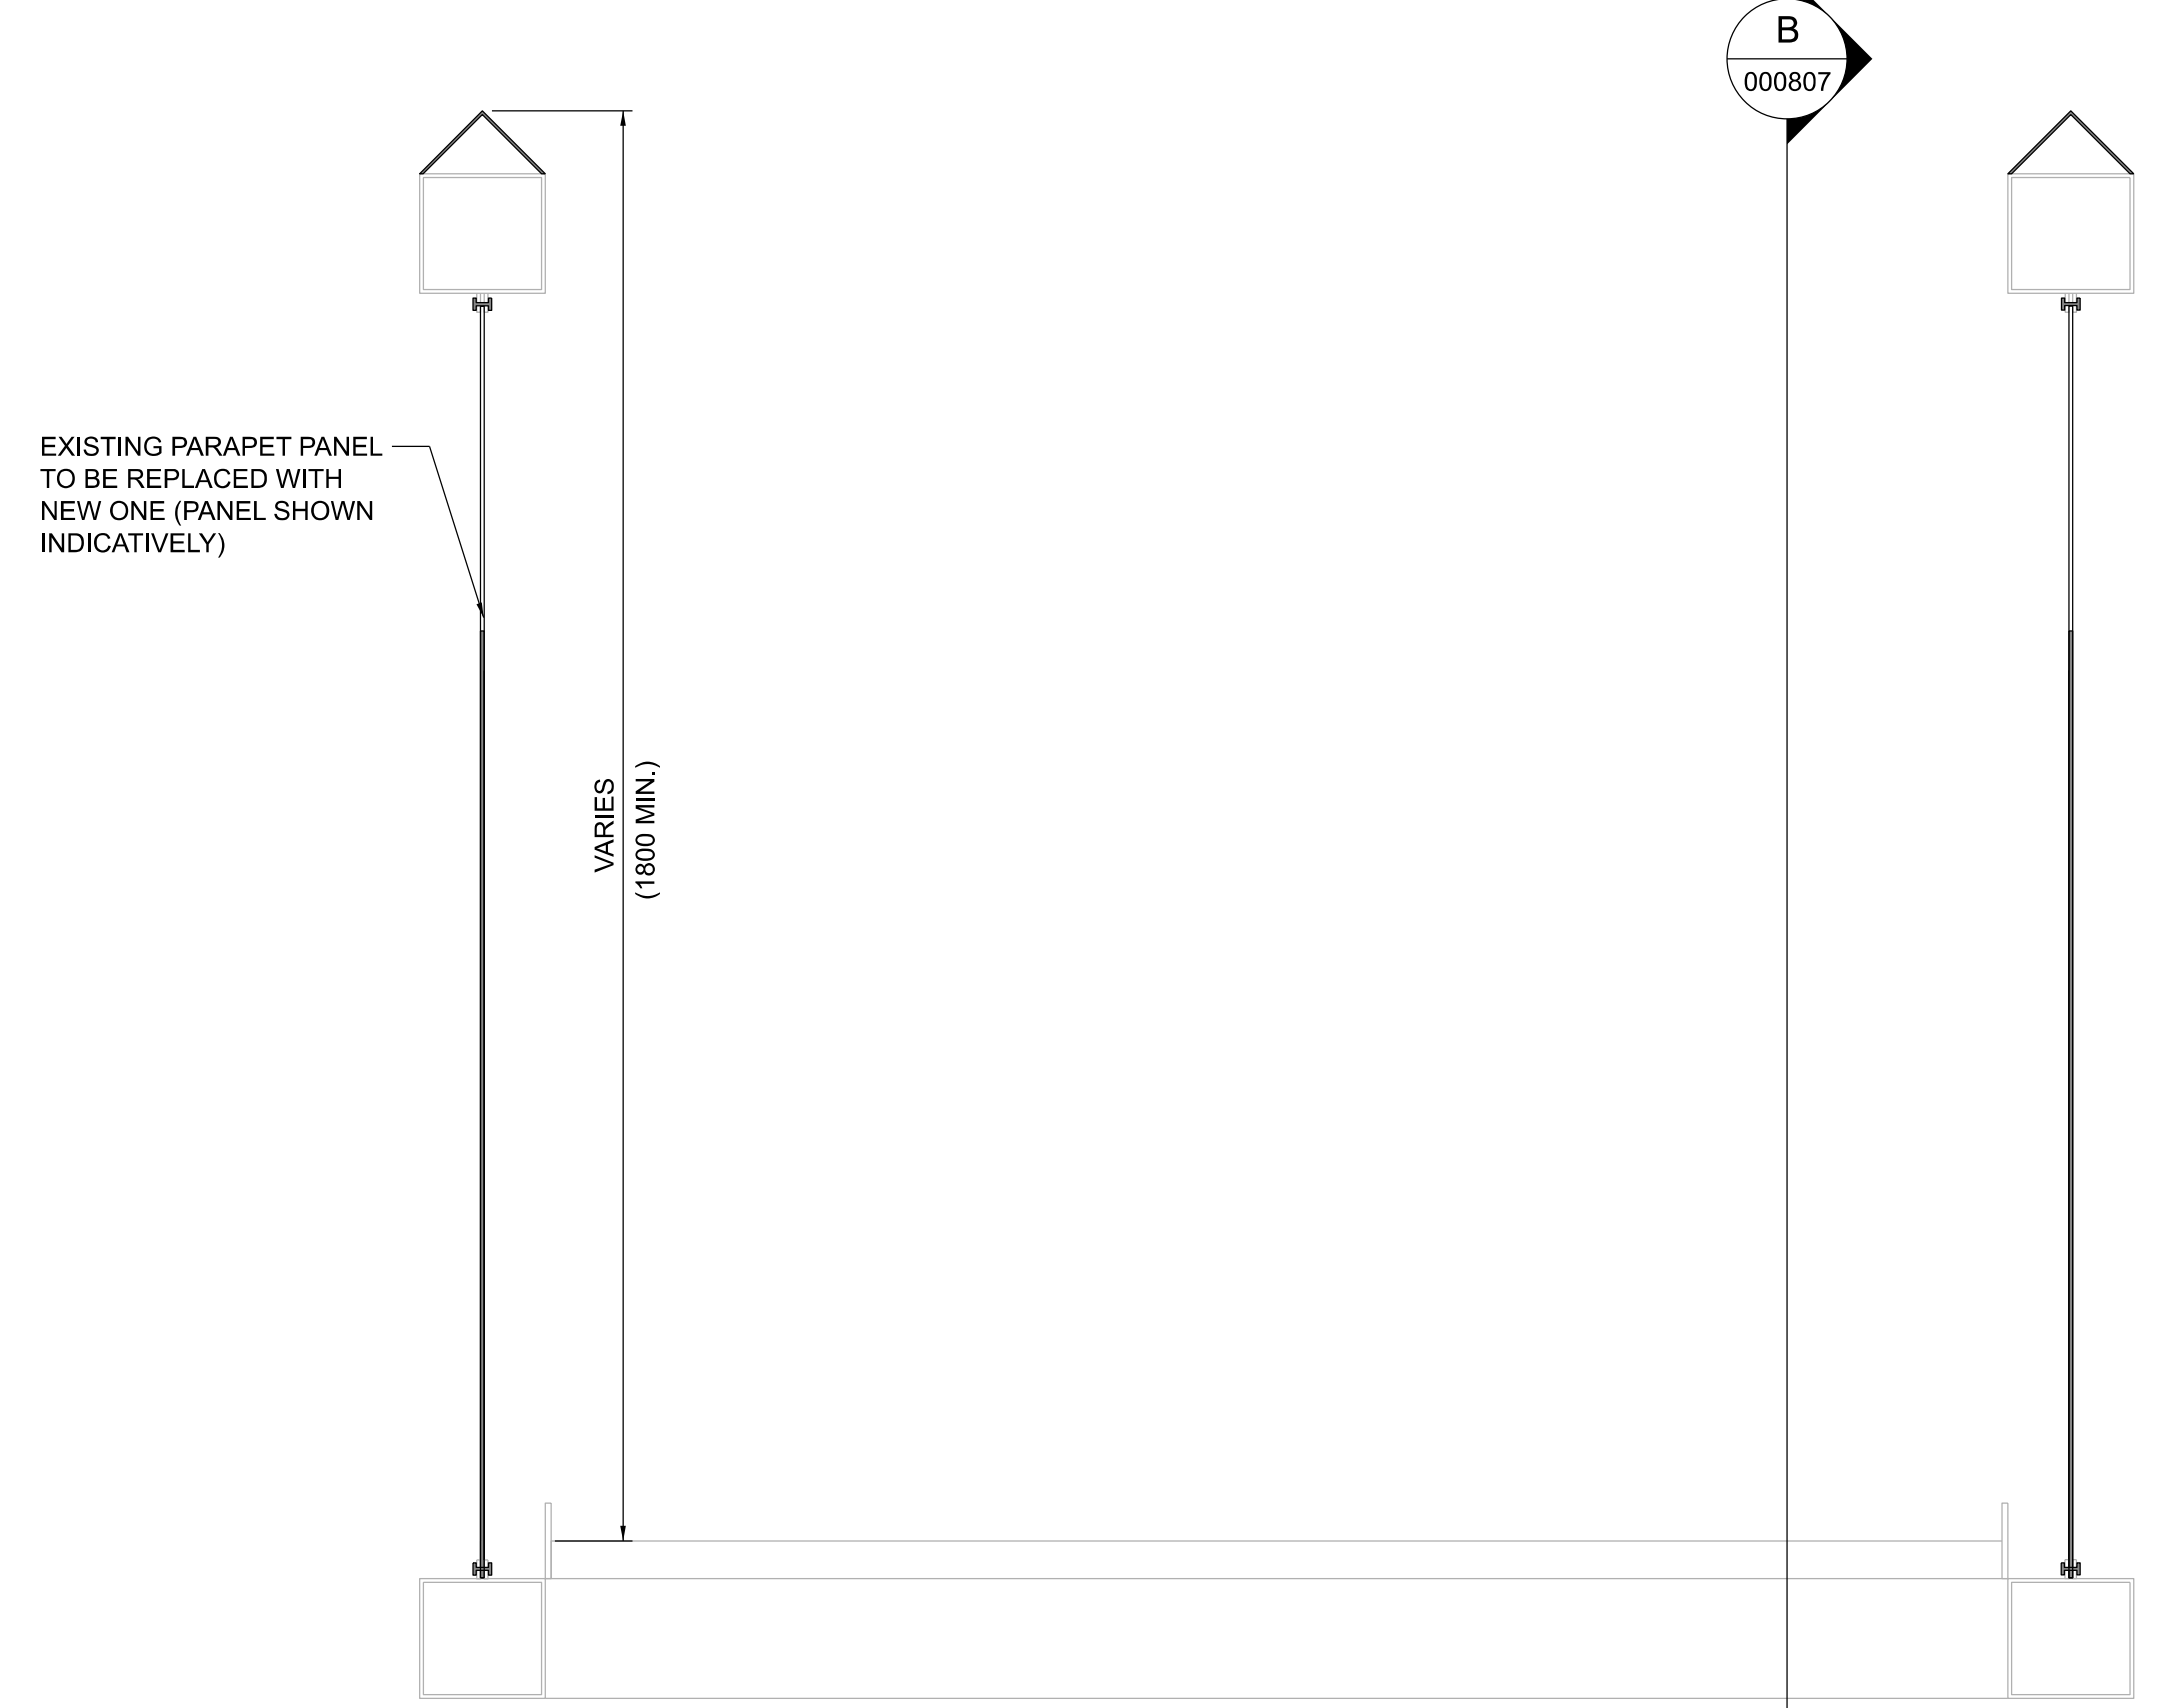 B
000807
EXISTING PARAPET PANEL
TO BE REPLACED WITH
NEW ONE (PANEL SHOWN
INDICATIVELY)
VARIES
(1800 MIN.)